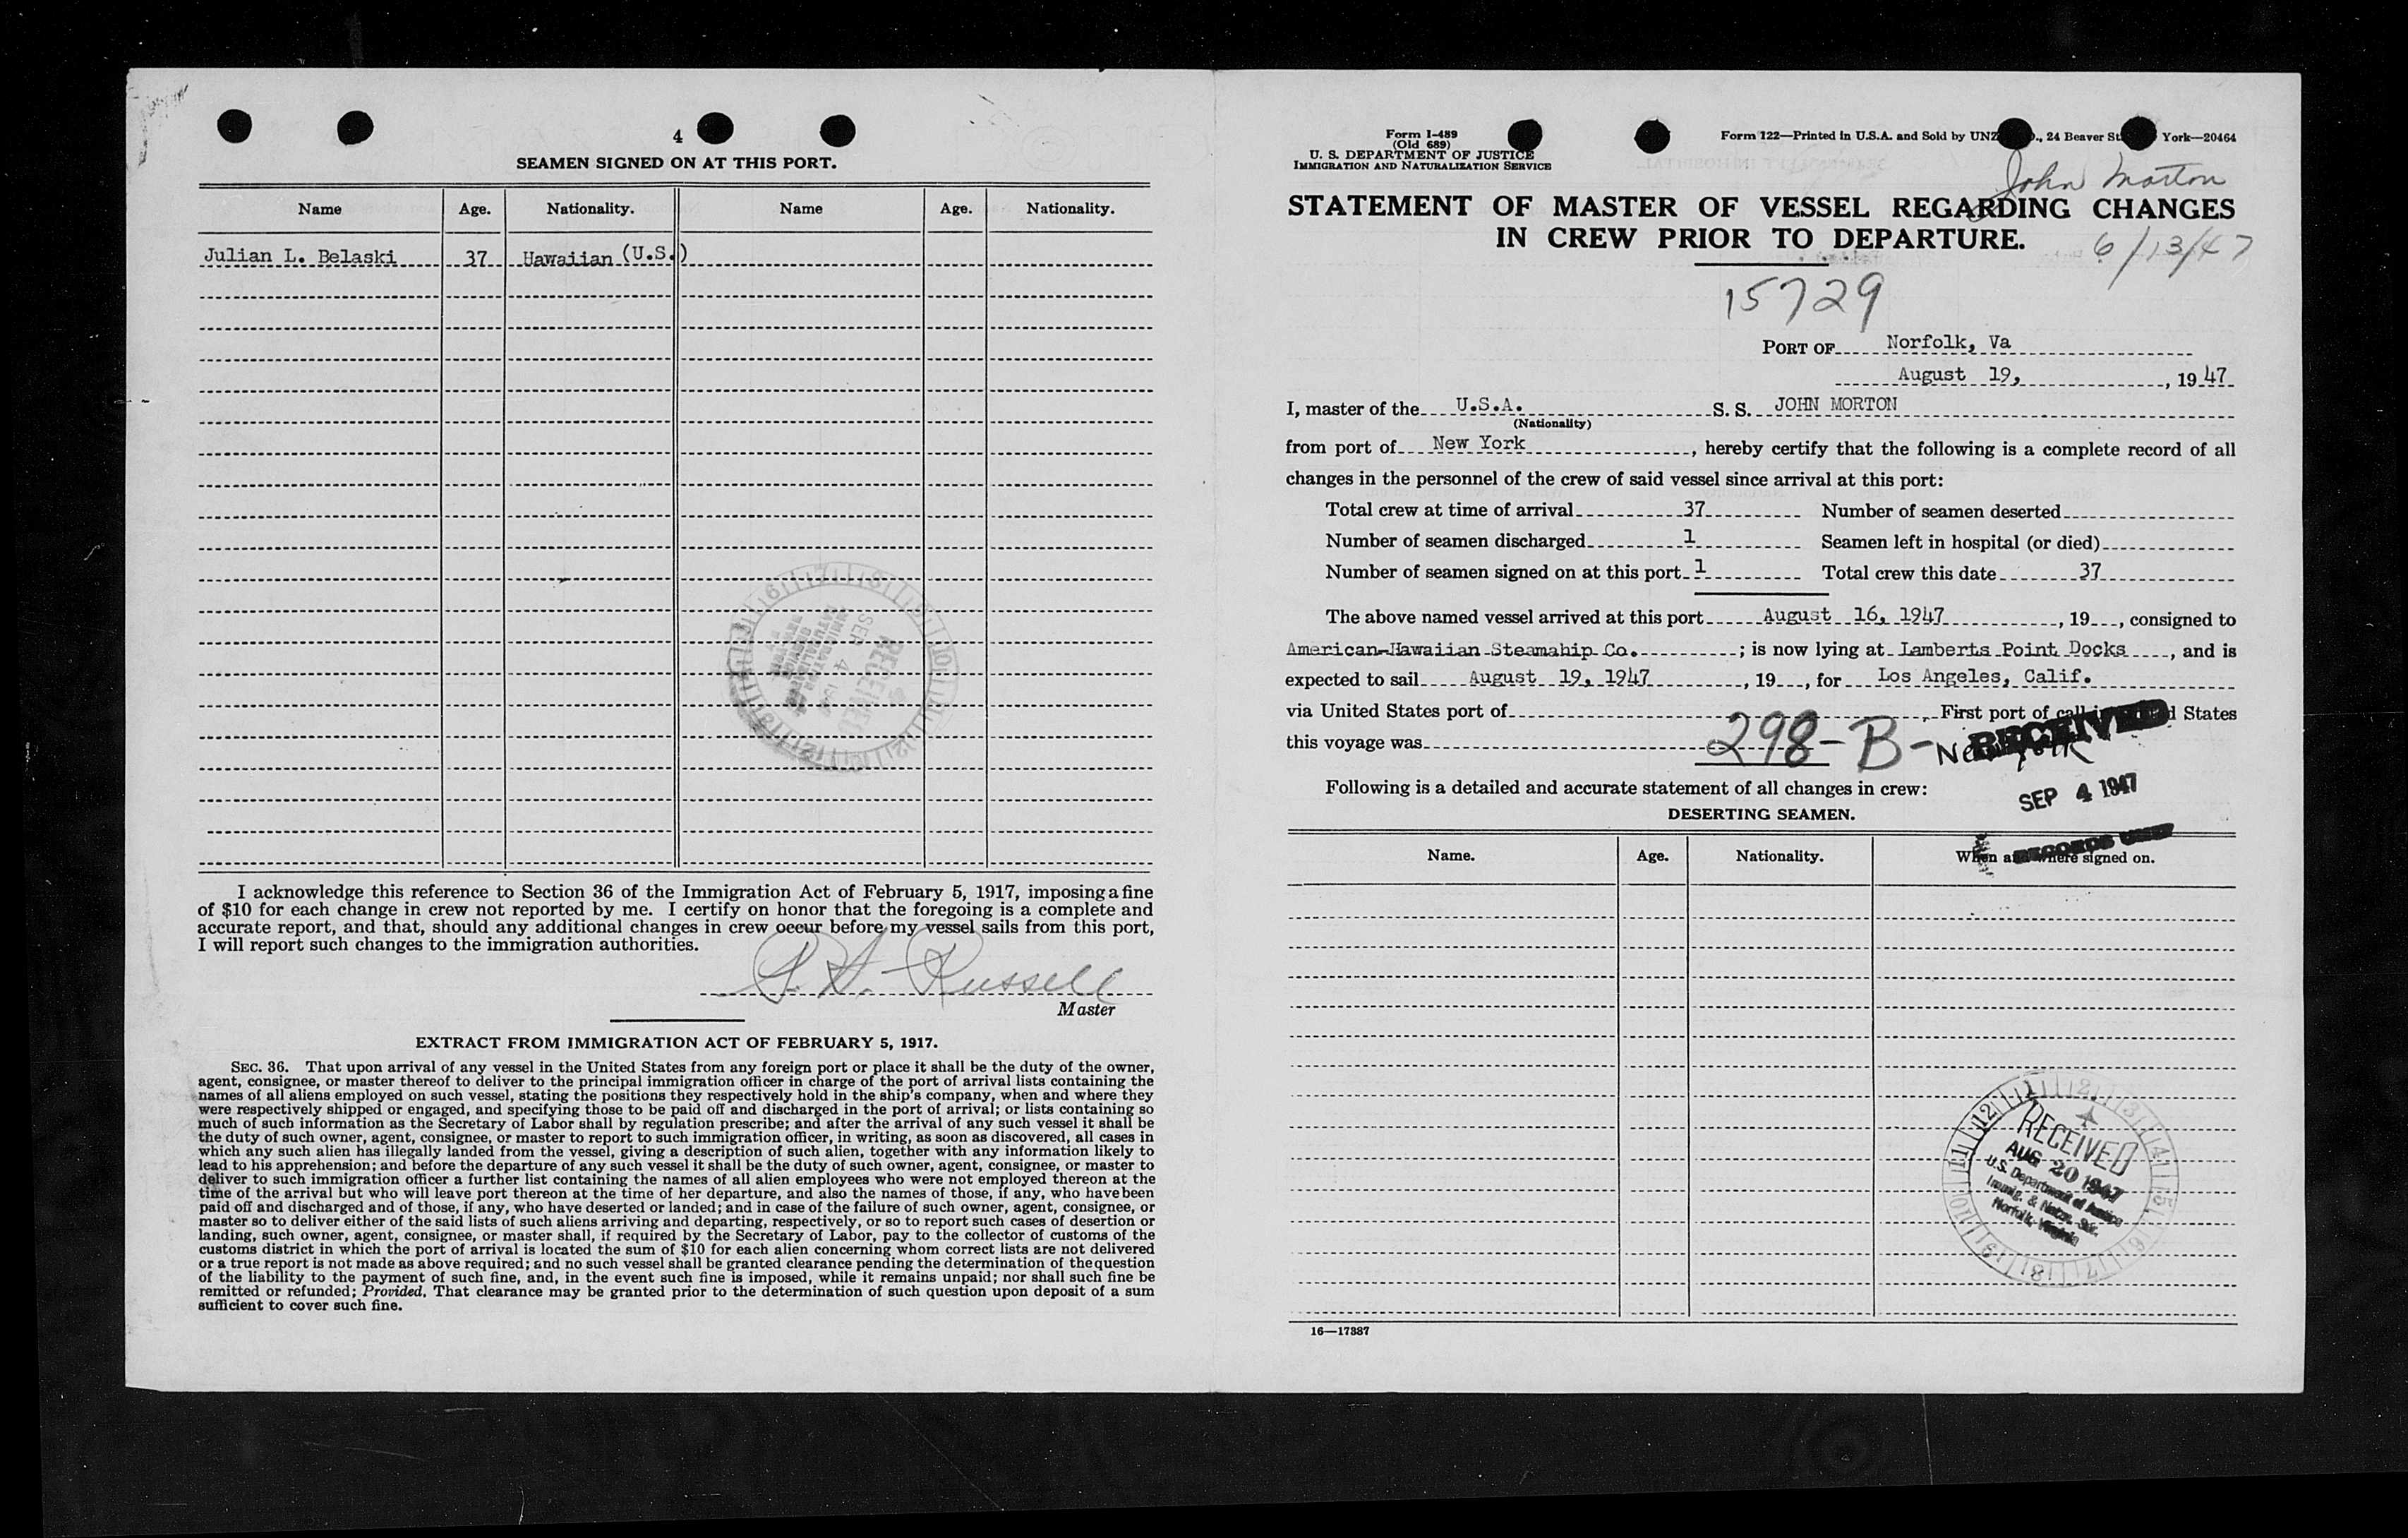 4
SEAMEN SIGNED ON AT THIS PORT.
Name Age. Nationality. Name Age. Nationality.
Julian L. Belaski 37 Hawaiian (U.S.)
I acknowledge this reference to Section 36 of the Immigration Act of February 5, 1917, imposing a fine
of $10 for each change in crew not reported by me. I certify on honor that the foregoing is a complete and
accurate report, and that, should any additional changes in crew occur before my vessel sails from this port,
I will report such changes to the immigration authorities.
Russell
Master
EXTRACT FROM IMMIGRATION ACT OF FEBRUARY 5, 1917.
SEC. 36. That upon arrival of any vessel in the United States from any foreign port or place it shall be the duty of the owner,
agent, consignee, or master thereof to deliver to the principal immigration officer in charge of the port of arrival lists containing the
names of all aliens employed on such vessel, stating the positions they respectively hold in the ship's company, when and where they
were respectively shipped or engaged, and specifying those to be paid off and discharged in the port of arrival; or lists containing so
much of such information as the Secretary of Labor shall by regulation prescribe; and after the arrival of any such vessel it shall be
the duty of such owner, agent, consignee, or master to report to such immigration officer, in writing, as soon as discovered, all cases in
which any such alien has illegally landed from the vessel, giving a description of such alien, together with any information likely to
lead to his apprehension; and before the departure of any such vessel it shall be the duty of such owner, agent, consignee, or master to
deliver to such immigration officer a further list containing the names of all alien employees who were not employed thereon at the
time of the arrival but who will leave port thereon at the time of her departure, and also the names of those, if any, who have been
paid off and discharged and of those, if any, who have deserted or landed; and in case of the failure of such owner, agent, consignee, or
master so to deliver either of the said lists of such aliens arriving and departing, respectively, or so to report such cases of desertion or
landing, such owner, agent, consignee, or master shall, if required by the Secretary of Labor, pay to the collector of customs of the
customs district in which the port of arrival is located the sum of $10 for each alien concerning whom correct lists are not delivered
or a true report is not made as above required; and no such vessel shall be granted clearance pending the determination of the question
of the liability to the payment of such fine, and, in the event such fine is imposed, while it remains unpaid; nor shall such fine be
remitted or refunded; Provided, That clearance may be granted prior to the determination of such question upon deposit of a sum
sufficient to cover such fine.
RECEIVED
SEP 4
Form I-489
(Old 689)
U. S. DEPARTMENT OF JUSTICE
IMMIGRATION AND NATURALIZATION SERVICE
Form 122—Printed in U.S.A. and Sold by UNZ 24 Beaver St York—20464
John Morton
STATEMENT OF MASTER OF VESSEL REGARDING CHANGES
IN CREW PRIOR TO DEPARTURE.
6/13/47
15729
PORT OF Norfolk, Va
August 19, , 1947
I, master of the U.S.A. S. S. JOHN MORTON
(Nationality)
from port of New York, hereby certify that the following is a complete record of all
changes in the personnel of the crew of said vessel since arrival at this port:
Total crew at time of arrival 37 Number of seamen deserted
Number of seamen discharged 1 Seamen left in hospital (or died)
Number of seamen signed on at this port 1 Total crew this date 37
The above named vessel arrived at this port August 16, 1947, 19 , consigned to
American-Hawaiian Steamship Co. ; is now lying at Lamberts Point Docks, and is
expected to sail August 19, 1947, 19 , for Los Angeles, Calif.
via United States port of . First port of call States
this voyage was 298-B- New York
RECEIVED
SEP 4 1947
RECORDS UNIT
Following is a detailed and accurate statement of all changes in crew:
DESERTING SEAMEN.
Name. Age. Nationality. When and where signed on.
RECEIVED
AUG 20 1947
U.S. Department of Justice
Immig. & Natzn. Ser.
Norfolk, Virginia
16—17387